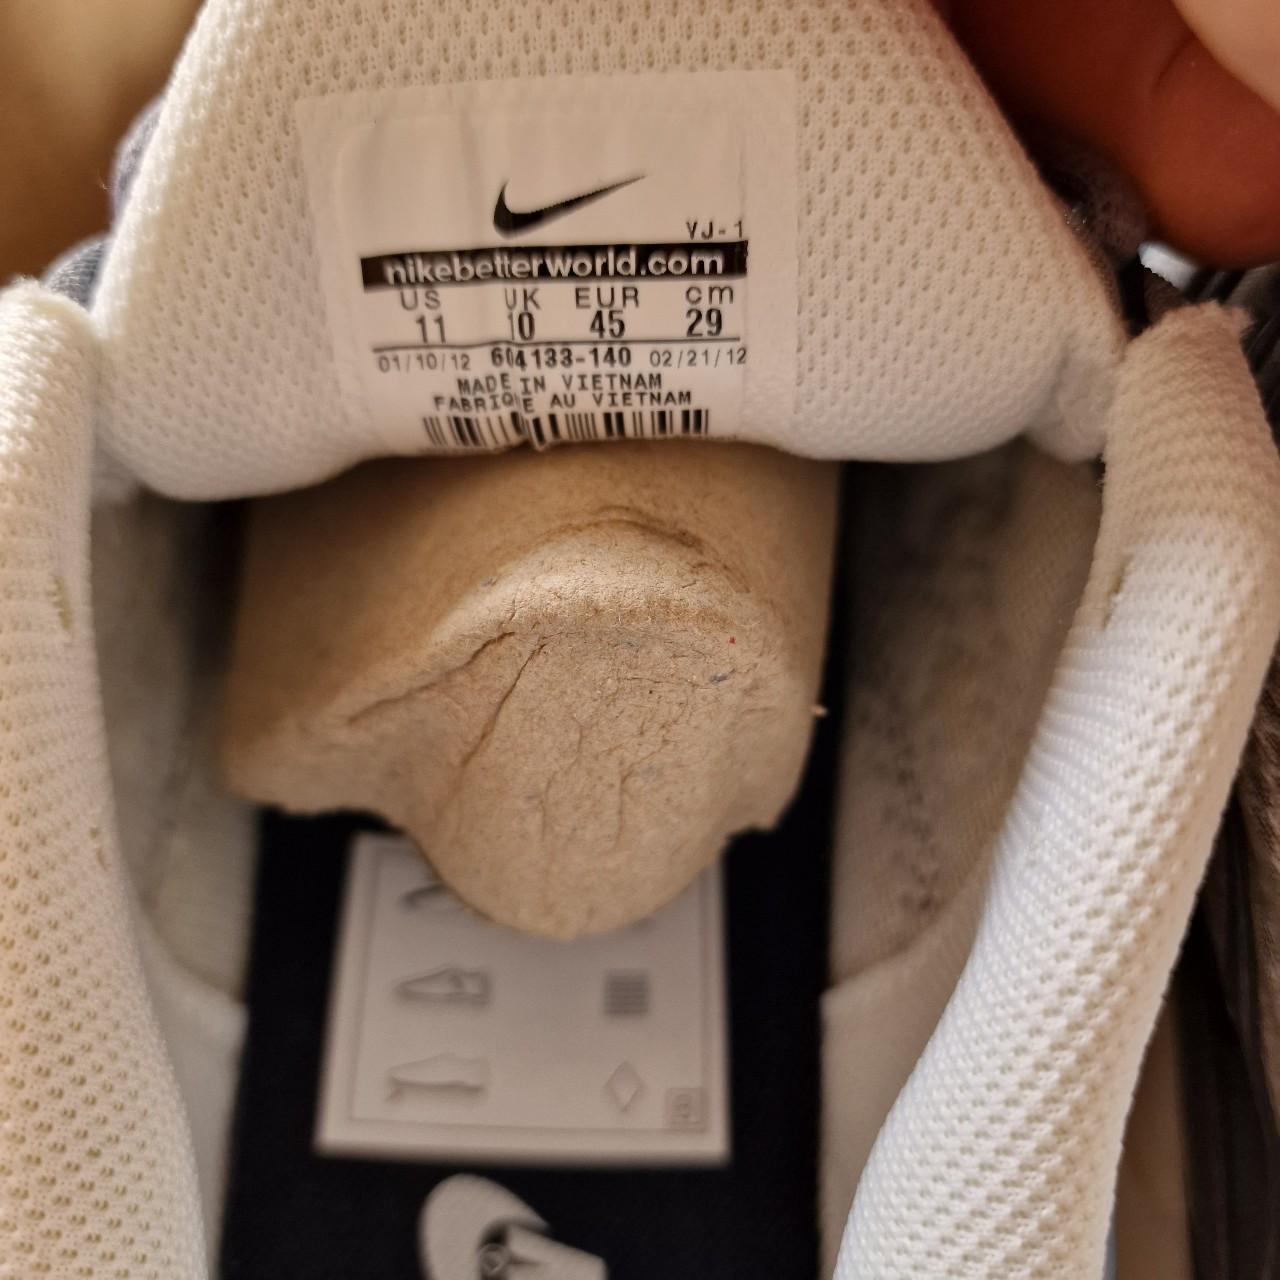 YJ-1
nikebetterworld.com
US UK EUR cm
11 10 45 29
01/10/12 604133-140 02/21/12
MADE IN VIETNAM
FABRIQUE AU VIETNAM